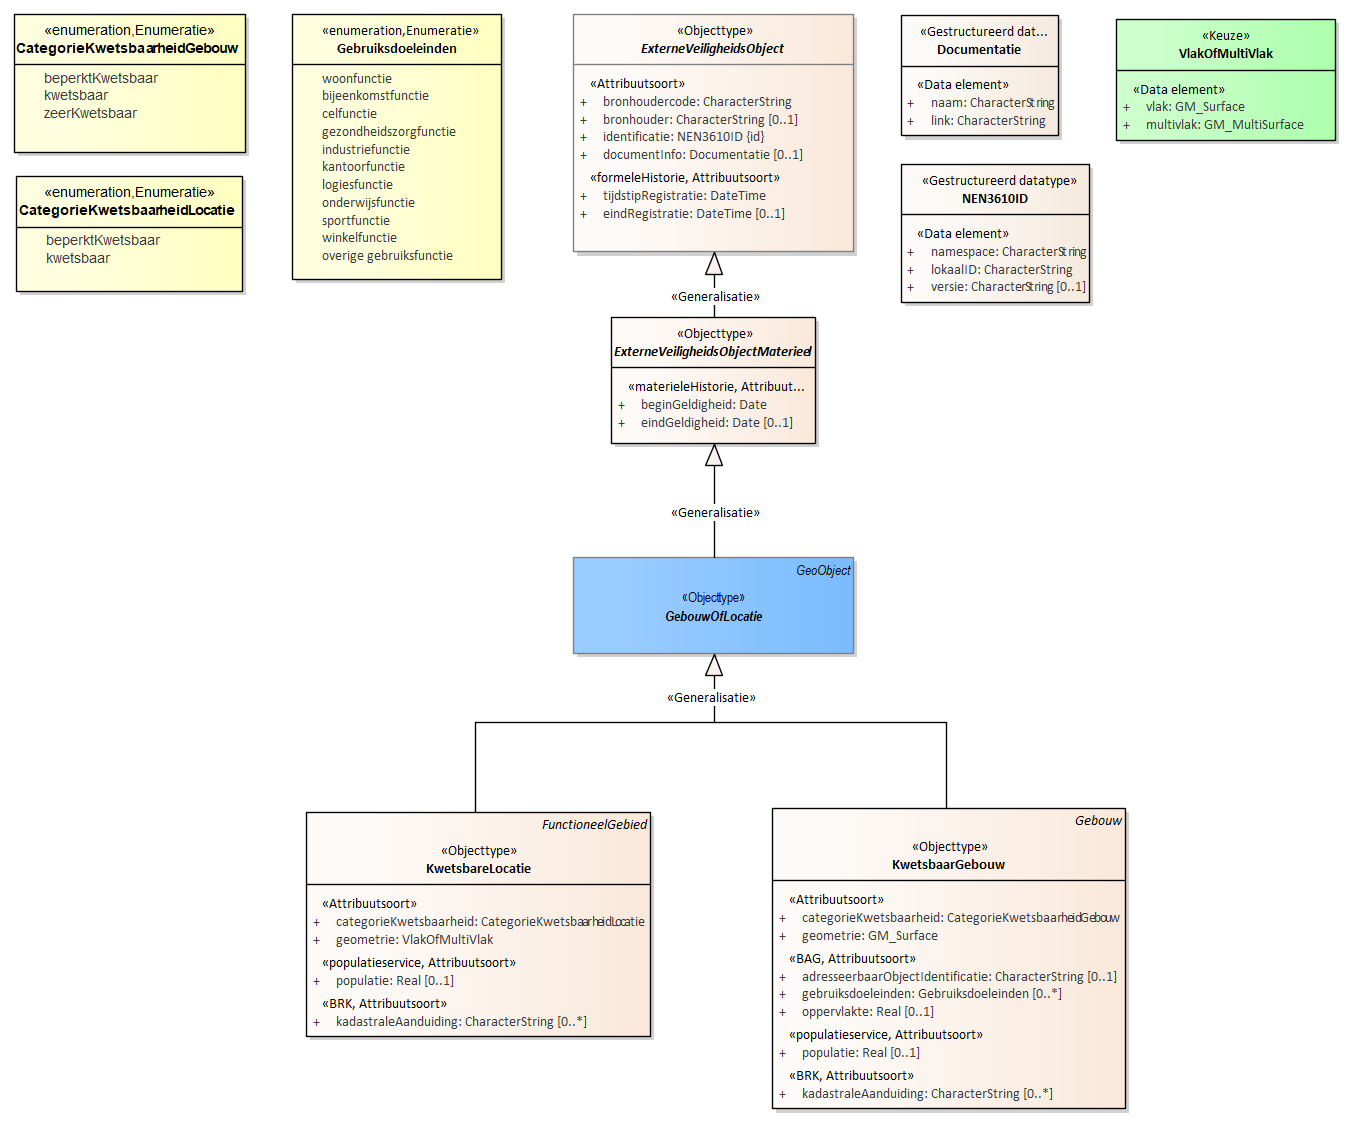 «enumeration,Enumeratie»
CategorieKwetsbaarheidGebouw
beperktKwetsbaar
kwetsbaar
zeerKwetsbaar
«enumeration,Enumeratie»
CategorieKwetsbaarheidLocatie
beperktKwetsbaar
kwetsbaar
«enumeration,Enumeratie»
Gebruiksdoeleinden
woonfunctie
bijeenkomstfunctie
celfunctie
gezondheidszorgfunctie
industriefunctie
kantoorfunctie
logiesfunctie
onderwijsfunctie
sportfunctie
winkelfunctie
overige gebruiksfunctie
«Objecttype»
ExterneVeiligheidsObject
«Attribuutsoort»
+ bronhoudercode: CharacterString
+ bronhouder: CharacterString [0..1]
+ identificatie: NEN3610ID {id}
+ documentInfo: Documentatie [0..1]
«formeleHistorie, Attribuutsoort»
+ tijdstipRegistratie: DateTime
+ eindRegistratie: DateTime [0..1]
«Gestructureerd dat...
Documentatie
«Data element»
+ naam: CharacterString
+ link: CharacterString
«Keuze»
VlakOfMultiVlak
«Data element»
+ vlak: GM_Surface
+ multivlak: GM_MultiSurface
«Gestructureerd datatype»
NEN3610ID
«Data element»
+ namespace: CharacterString
+ lokaalID: CharacterString
+ versie: CharacterString [0..1]
«Generalisatie»
«Objecttype»
ExterneVeiligheidsObjectMaterieel
«materieleHistorie, Attribuut...
+ beginGeldigheid: Date
+ eindGeldigheid: Date [0..1]
«Generalisatie»
GeoObject
«Objecttype»
GebouwOfLocatie
«Generalisatie»
FunctioneelGebied
«Objecttype»
KwetsbareLocatie
«Attribuutsoort»
+ categorieKwetsbaarheid: CategorieKwetsbaarheidLocatie
+ geometrie: VlakOfMultiVlak
«populatieservice, Attribuutsoort»
+ populatie: Real [0..1]
«BRK, Attribuutsoort»
+ kadastraleAanduiding: CharacterString [0..*]
Gebouw
«Objecttype»
KwetsbaarGebouw
«Attribuutsoort»
+ categorieKwetsbaarheid: CategorieKwetsbaarheidGebouw
+ geometrie: GM_Surface
«BAG, Attribuutsoort»
+ adresseerbaarObjectIdentificatie: CharacterString [0..1]
+ gebruiksdoeleinden: Gebruiksdoeleinden [0..*]
+ oppervlakte: Real [0..1]
«populatieservice, Attribuutsoort»
+ populatie: Real [0..1]
«BRK, Attribuutsoort»
+ kadastraleAanduiding: CharacterString [0..*]